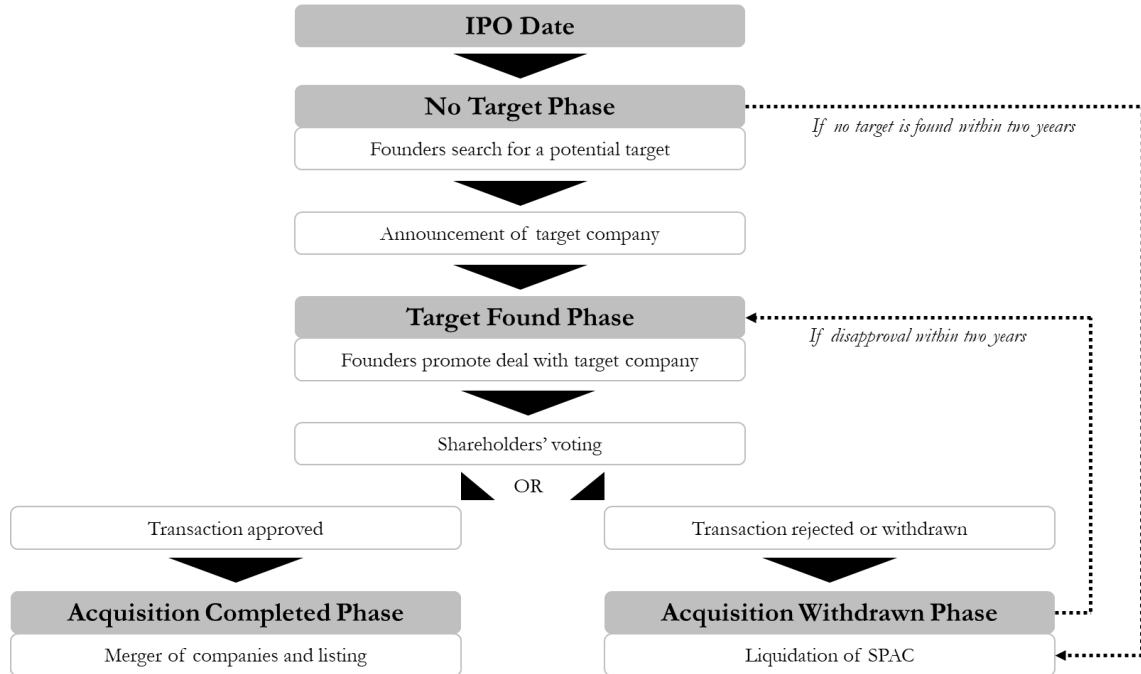 IPO Date
No Target Phase
If no target is found within two yeears
Founders search for a potential target
Announcement of target company
Target Found Phase
If disapproval within two years
Founders promote deal with target company
Shareholders’ voting
OR
Transaction approved
Transaction rejected or withdrawn
Acquisition Completed Phase
Acquisition Withdrawn Phase
Merger of companies and listing
Liquidation of SPAC